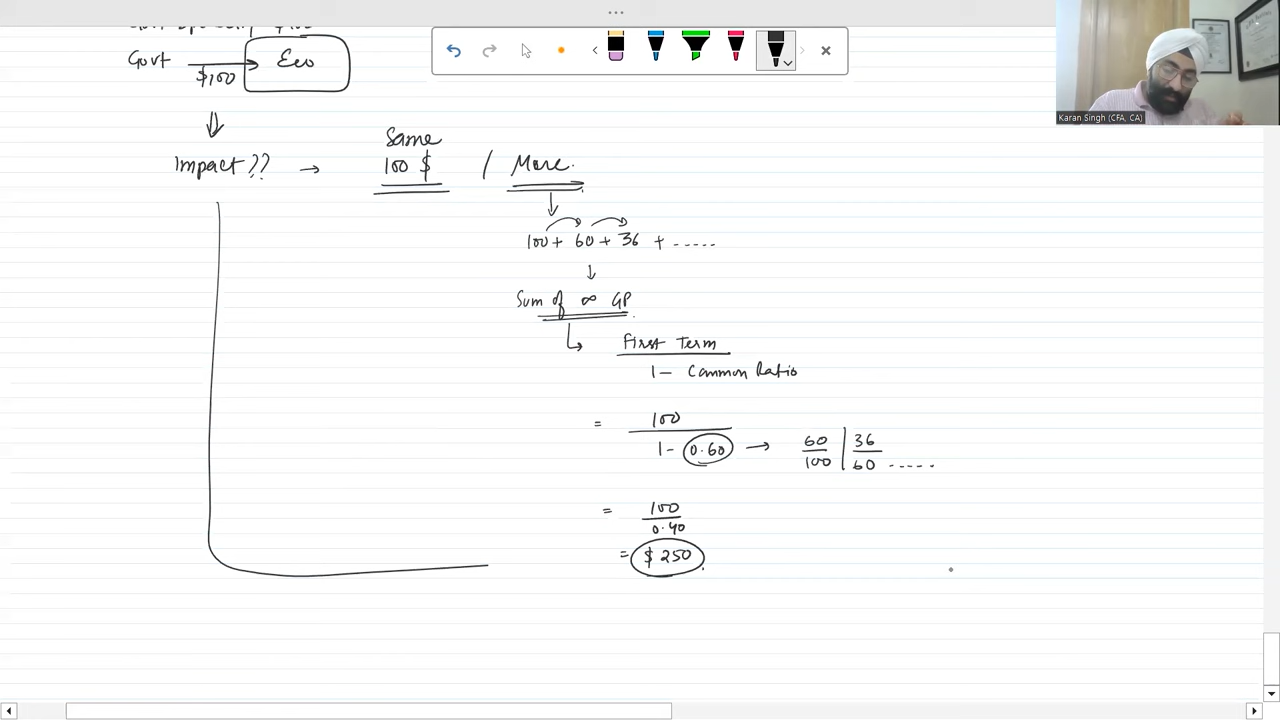 Govt $100 Eco
Impact?? → Same 100 $ / More.
100 + 60 + 36 + .....
Sum of ∞ GP
First Term
1 - Common Ratio
= 100
1 - 0.60 → 60 | 36
100 | 60 .....
= 100
0.40
= $ 250
Karan Singh (CFA, CA)